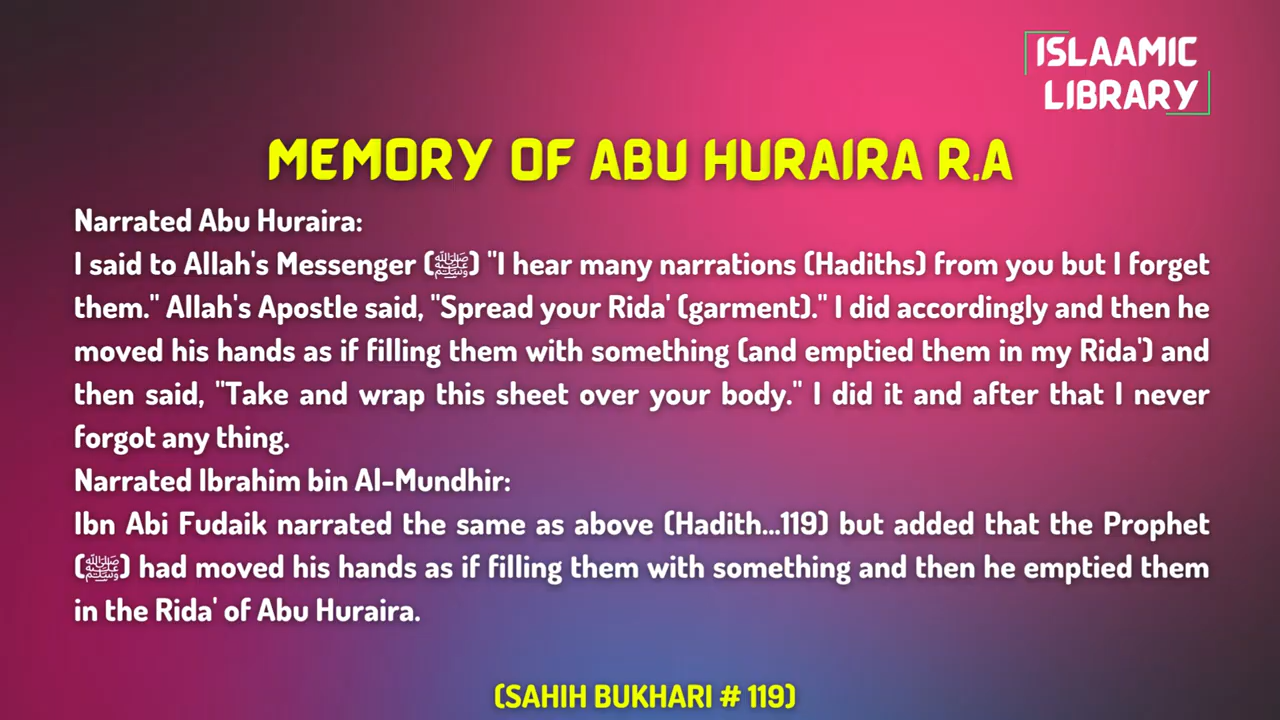 ISLAAMIC
LIBRARY
MEMORY OF ABU HURAIRA R.A
Narrated Abu Huraira:
I said to Allah's Messenger (ﷺ) "I hear many narrations (Hadiths) from you but I forget
them." Allah's Apostle said, "Spread your Rida' (garment)." I did accordingly and then he
moved his hands as if filling them with something (and emptied them in my Rida') and
then said, "Take and wrap this sheet over your body." I did it and after that I never
forgot any thing.
Narrated Ibrahim bin Al-Mundhir:
Ibn Abi Fudaik narrated the same as above (Hadith...119) but added that the Prophet
(ﷺ) had moved his hands as if filling them with something and then he emptied them
in the Rida' of Abu Huraira.
(SAHIH BUKHARI # 119)